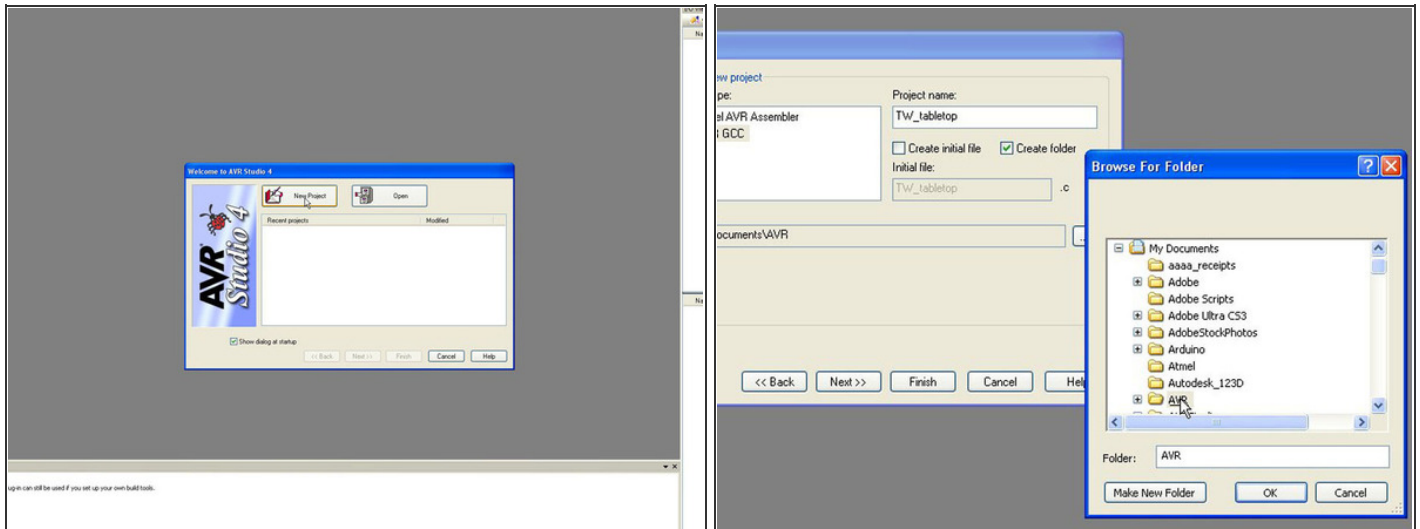 Na
Welcome to AVR Studio 4
New Project
Open
Recent projects
Modified
AVR
Studio 4
Show dialog at startup
<< Back
Next >>
Finish
Cancel
Help
Na
ug-in can still be used if you set up your own build tools.
ew project
pe:
Project name:
el AVR Assembler
TW_tabletop
GCC
Create initial file
Create folder
Initial file:
TW_tabletop
.c
ocuments\AVR
...
<< Back
Next >>
Finish
Cancel
Hel
Browse For Folder
My Documents
aaaa_receipts
Adobe
Adobe Scripts
Adobe Ultra CS3
AdobeStockPhotos
Arduino
Atmel
Autodesk_123D
AVR
Folder:
AVR
Make New Folder
OK
Cancel